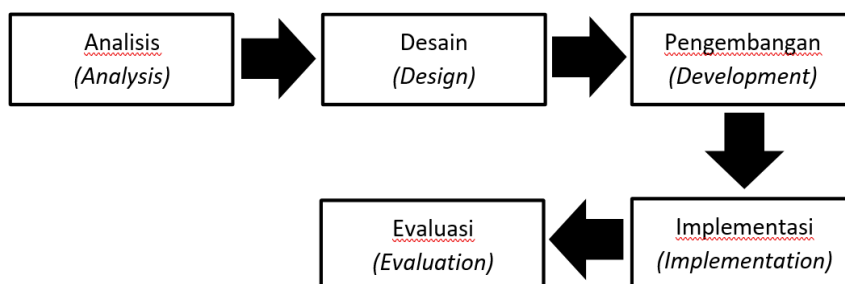 Analisis
(Analysis)
Desain
(Design)
Pengembangan
(Development)
Implementasi
(Implementation)
Evaluasi
(Evaluation)